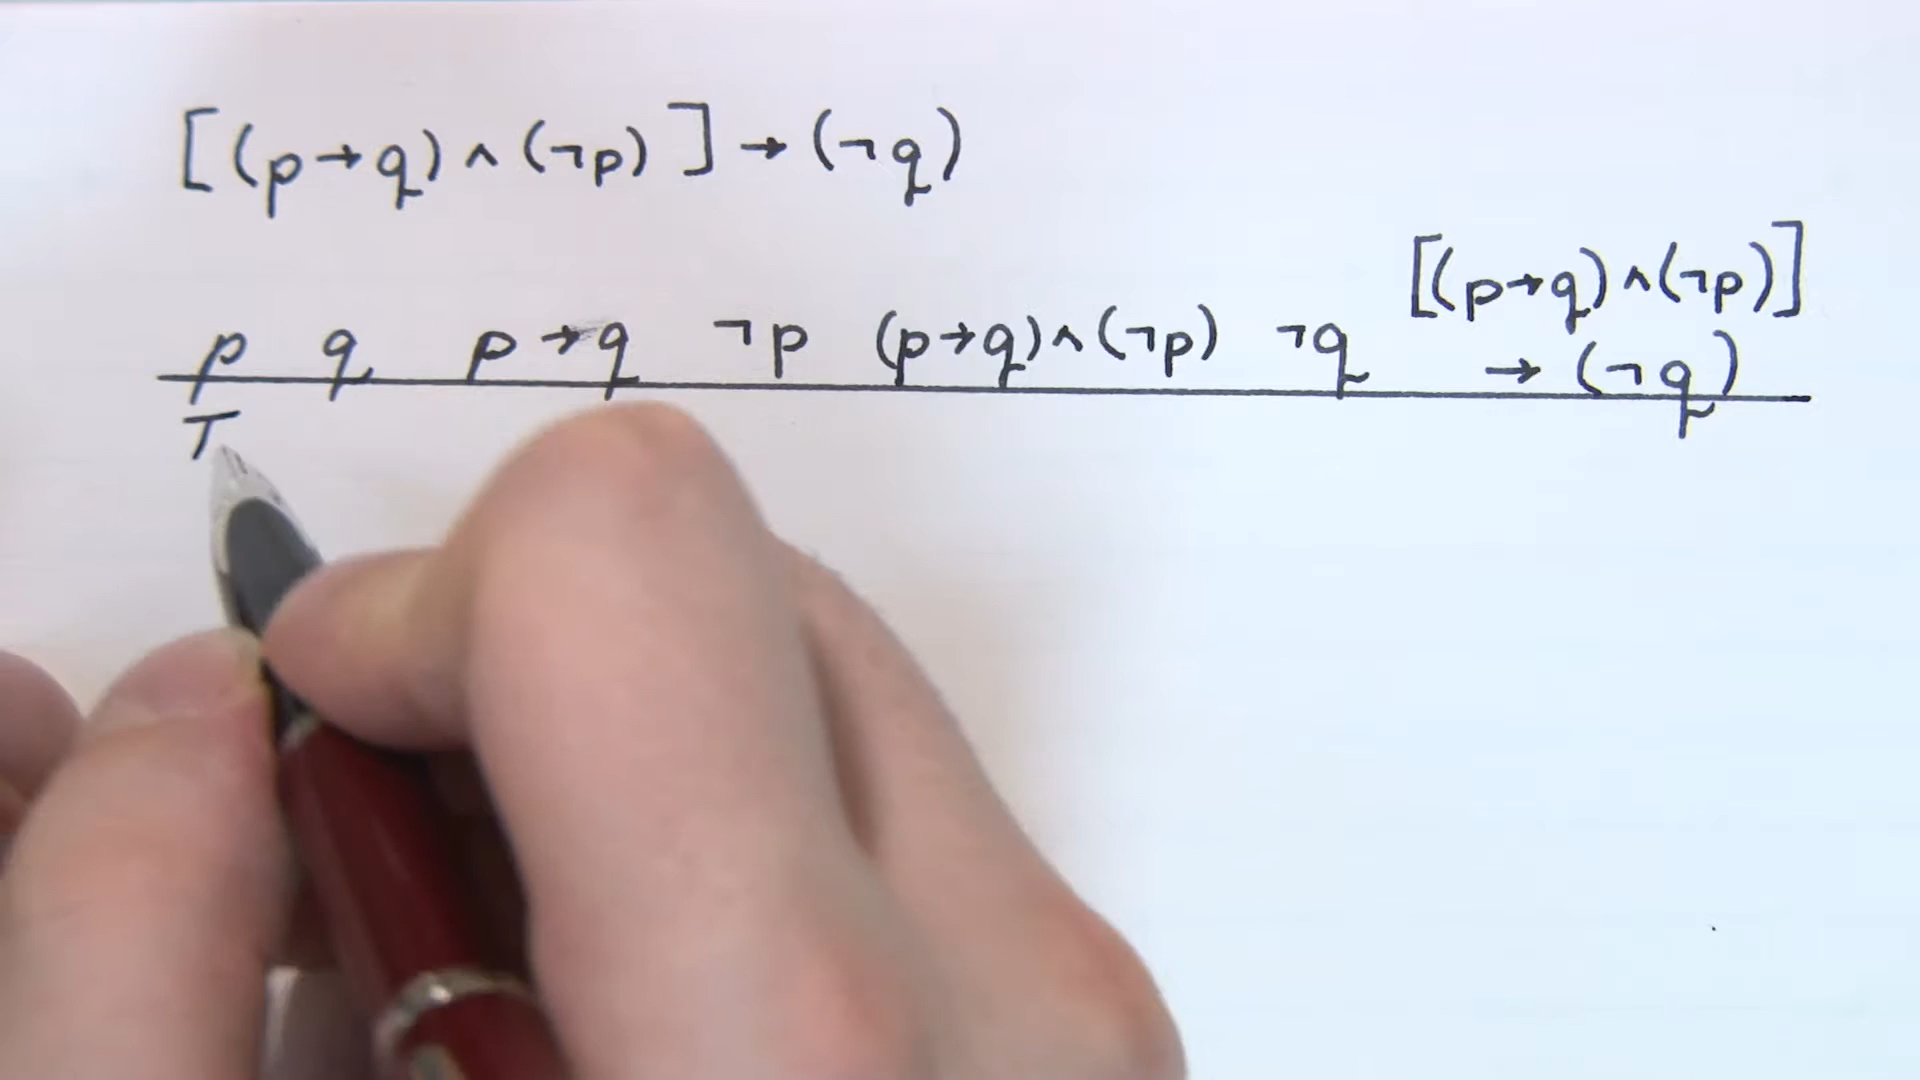 [(p→q)∧(¬p)]→(¬q)
[(p→q)∧(¬p)]
p q p→q ¬p (p→q)∧(¬p) ¬q →(¬q)
T